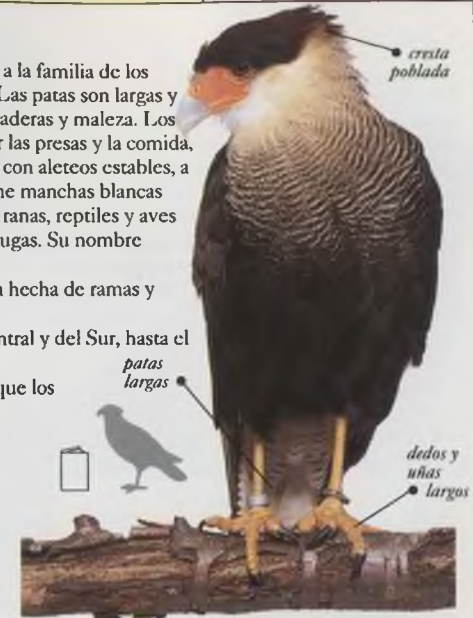 a la familia de los
Las patas son largas y
aderas y maleza. Los
r las presas y la comida,
con aleteos estables, a
ne manchas blancas
ranas, reptiles y aves
ugas. Su nombre
a hecha de ramas y
ntral y del Sur, hasta el
que los
cresta
poblada
patas
largas
dedos y
uñas
largos